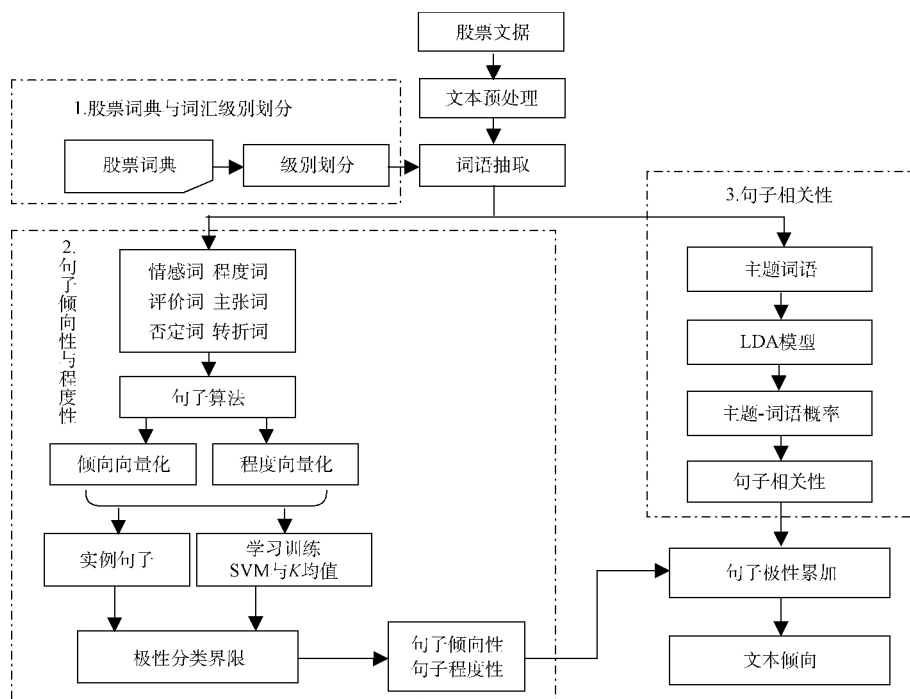 股票文据
文本预处理
1.股票词典与词汇级别划分
股票词典
级别划分
词语抽取
3.句子相关性
2.句子倾向性与程度性
情感词 程度词
评价词 主张词
否定词 转折词
主题词语
LDA模型
句子算法
主题-词语概率
倾向向量化
程度向量化
句子相关性
实例句子
学习训练
SVM与K均值
句子极性累加
极性分类界限
句子倾向性
句子程度性
文本倾向